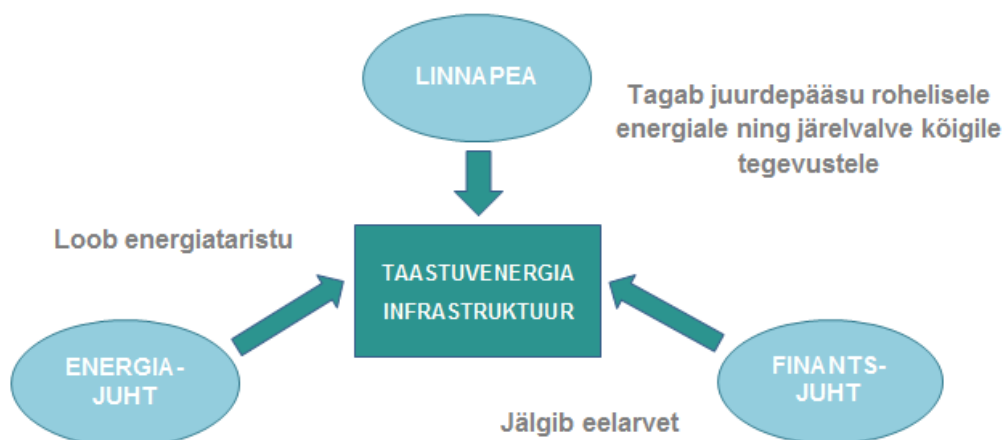 LINNAPEA
Tagab juurdepääsu rohelisele
energiale ning järelvalve kõigile
tegevustele
Loob energiataristu
TAASTUVENERGIA
INFRASTRUKTUUR
ENERGIA-
JUHT
FINANTS-
JUHT
Jälgib eelarvet